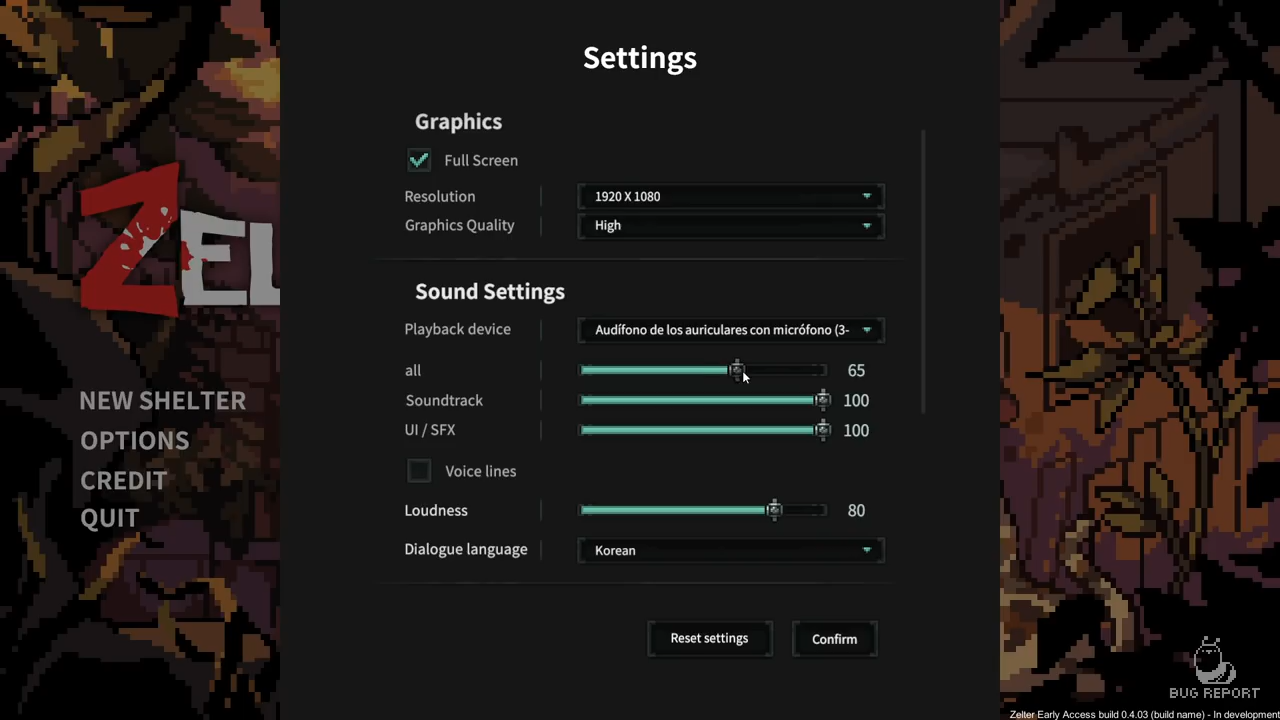 Settings
Graphics
Full Screen
Resolution 1920 X 1080
Graphics Quality High
Sound Settings
Playback device Audífono de los auriculares con micrófono (3-
all 65
Soundtrack 100
UI / SFX 100
Voice lines
Loudness 80
Dialogue language Korean
Reset settings Confirm
ZEL
NEW SHELTER
OPTIONS
CREDIT
QUIT
BUG REPORT
Zelter Early Access build 0.4.03 (build name) - In development